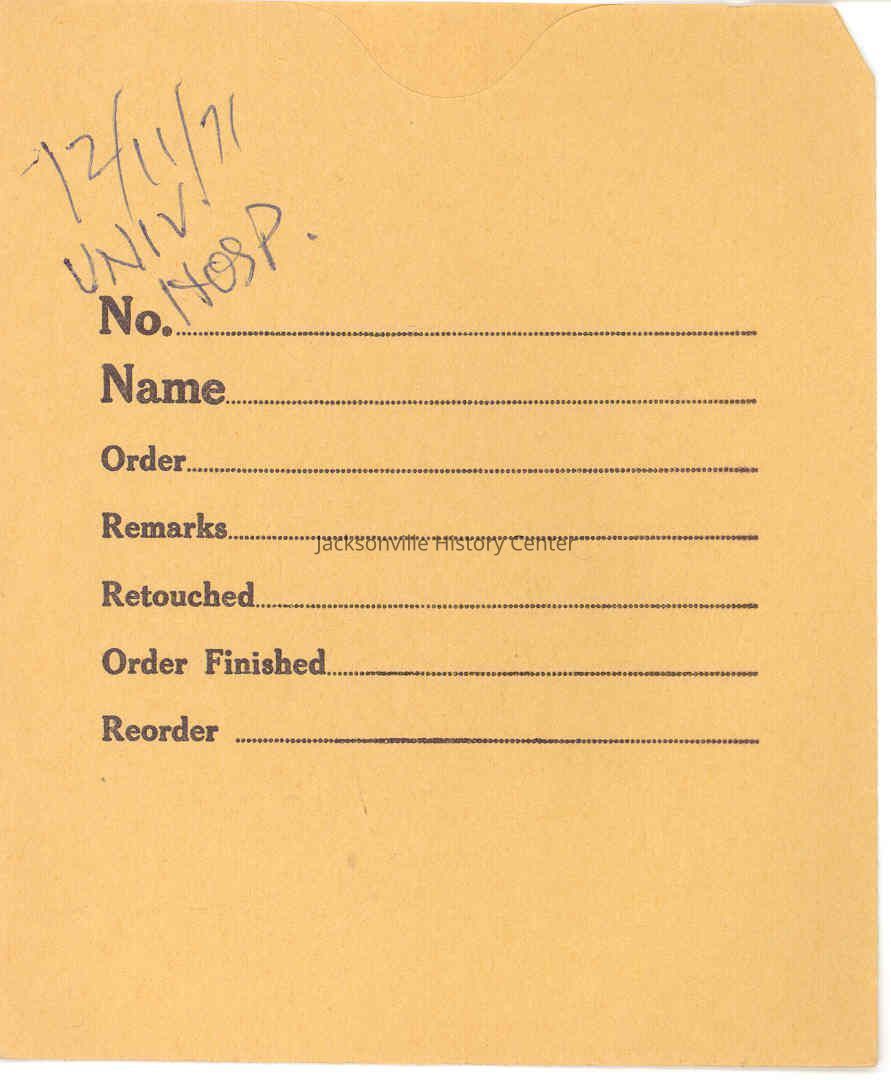 12/11/71
UNIV.
HOSP.
No.
Name
Order
Remarks
Jacksonville History Center
Retouched
Order Finished
Reorder